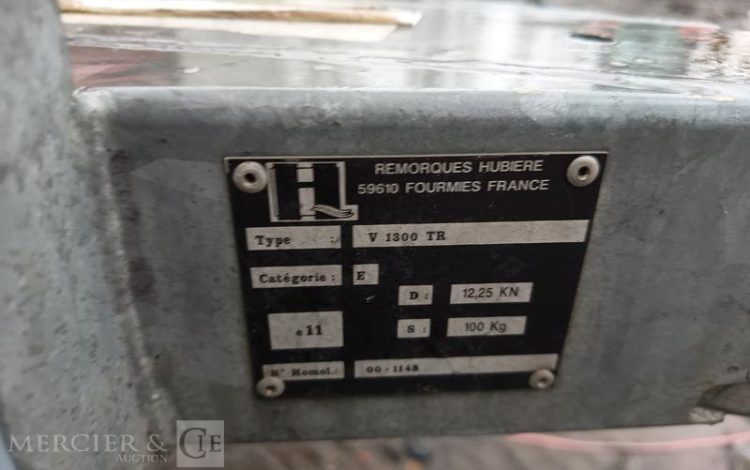 REMORQUES HUBIERE
59610 FOURMIES FRANCE
Type : V 1300 TR
Catégorie : E
D : 12,25 KN
e11
S : 100 Kg
N° Homol.: 00-1148
MERCIER & CIE
AUCTION